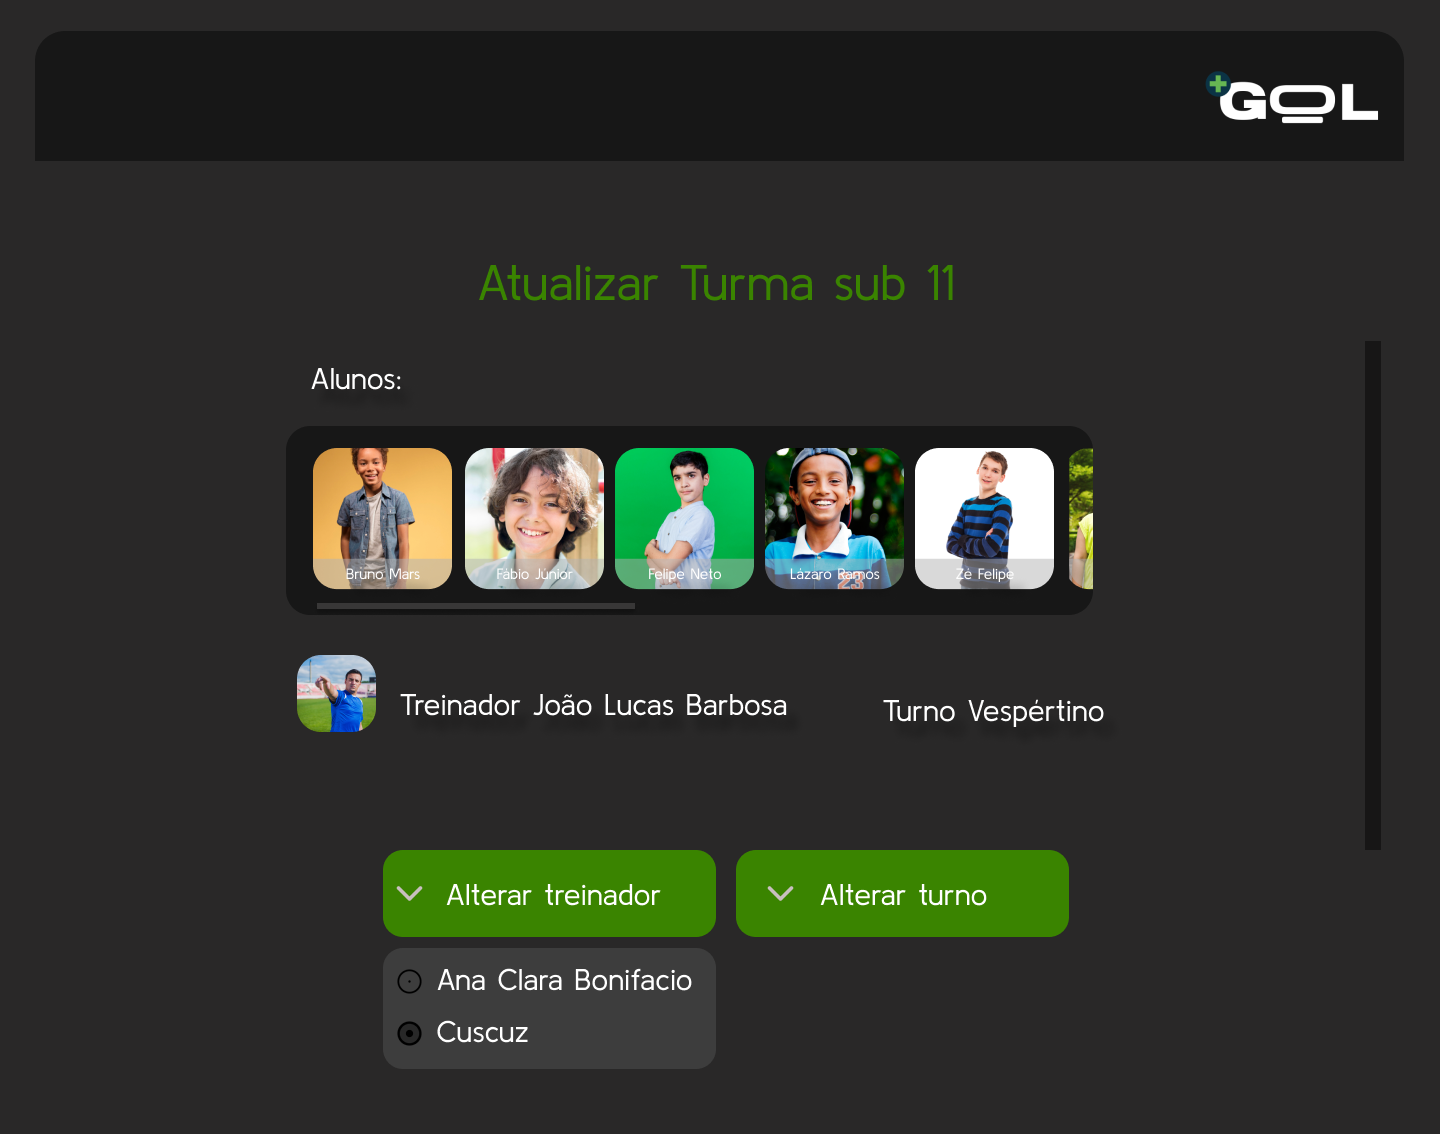 GOL
Atualizar Turma sub 11
Alunos:
Bruno Mars
Fábio Júnior
Felipe Neto
Lázaro Ramos
23
Zé Felipe
Treinador João Lucas Barbosa
Turno Vespértino
Alterar treinador
Alterar turno
Ana Clara Bonifacio
Cuscuz